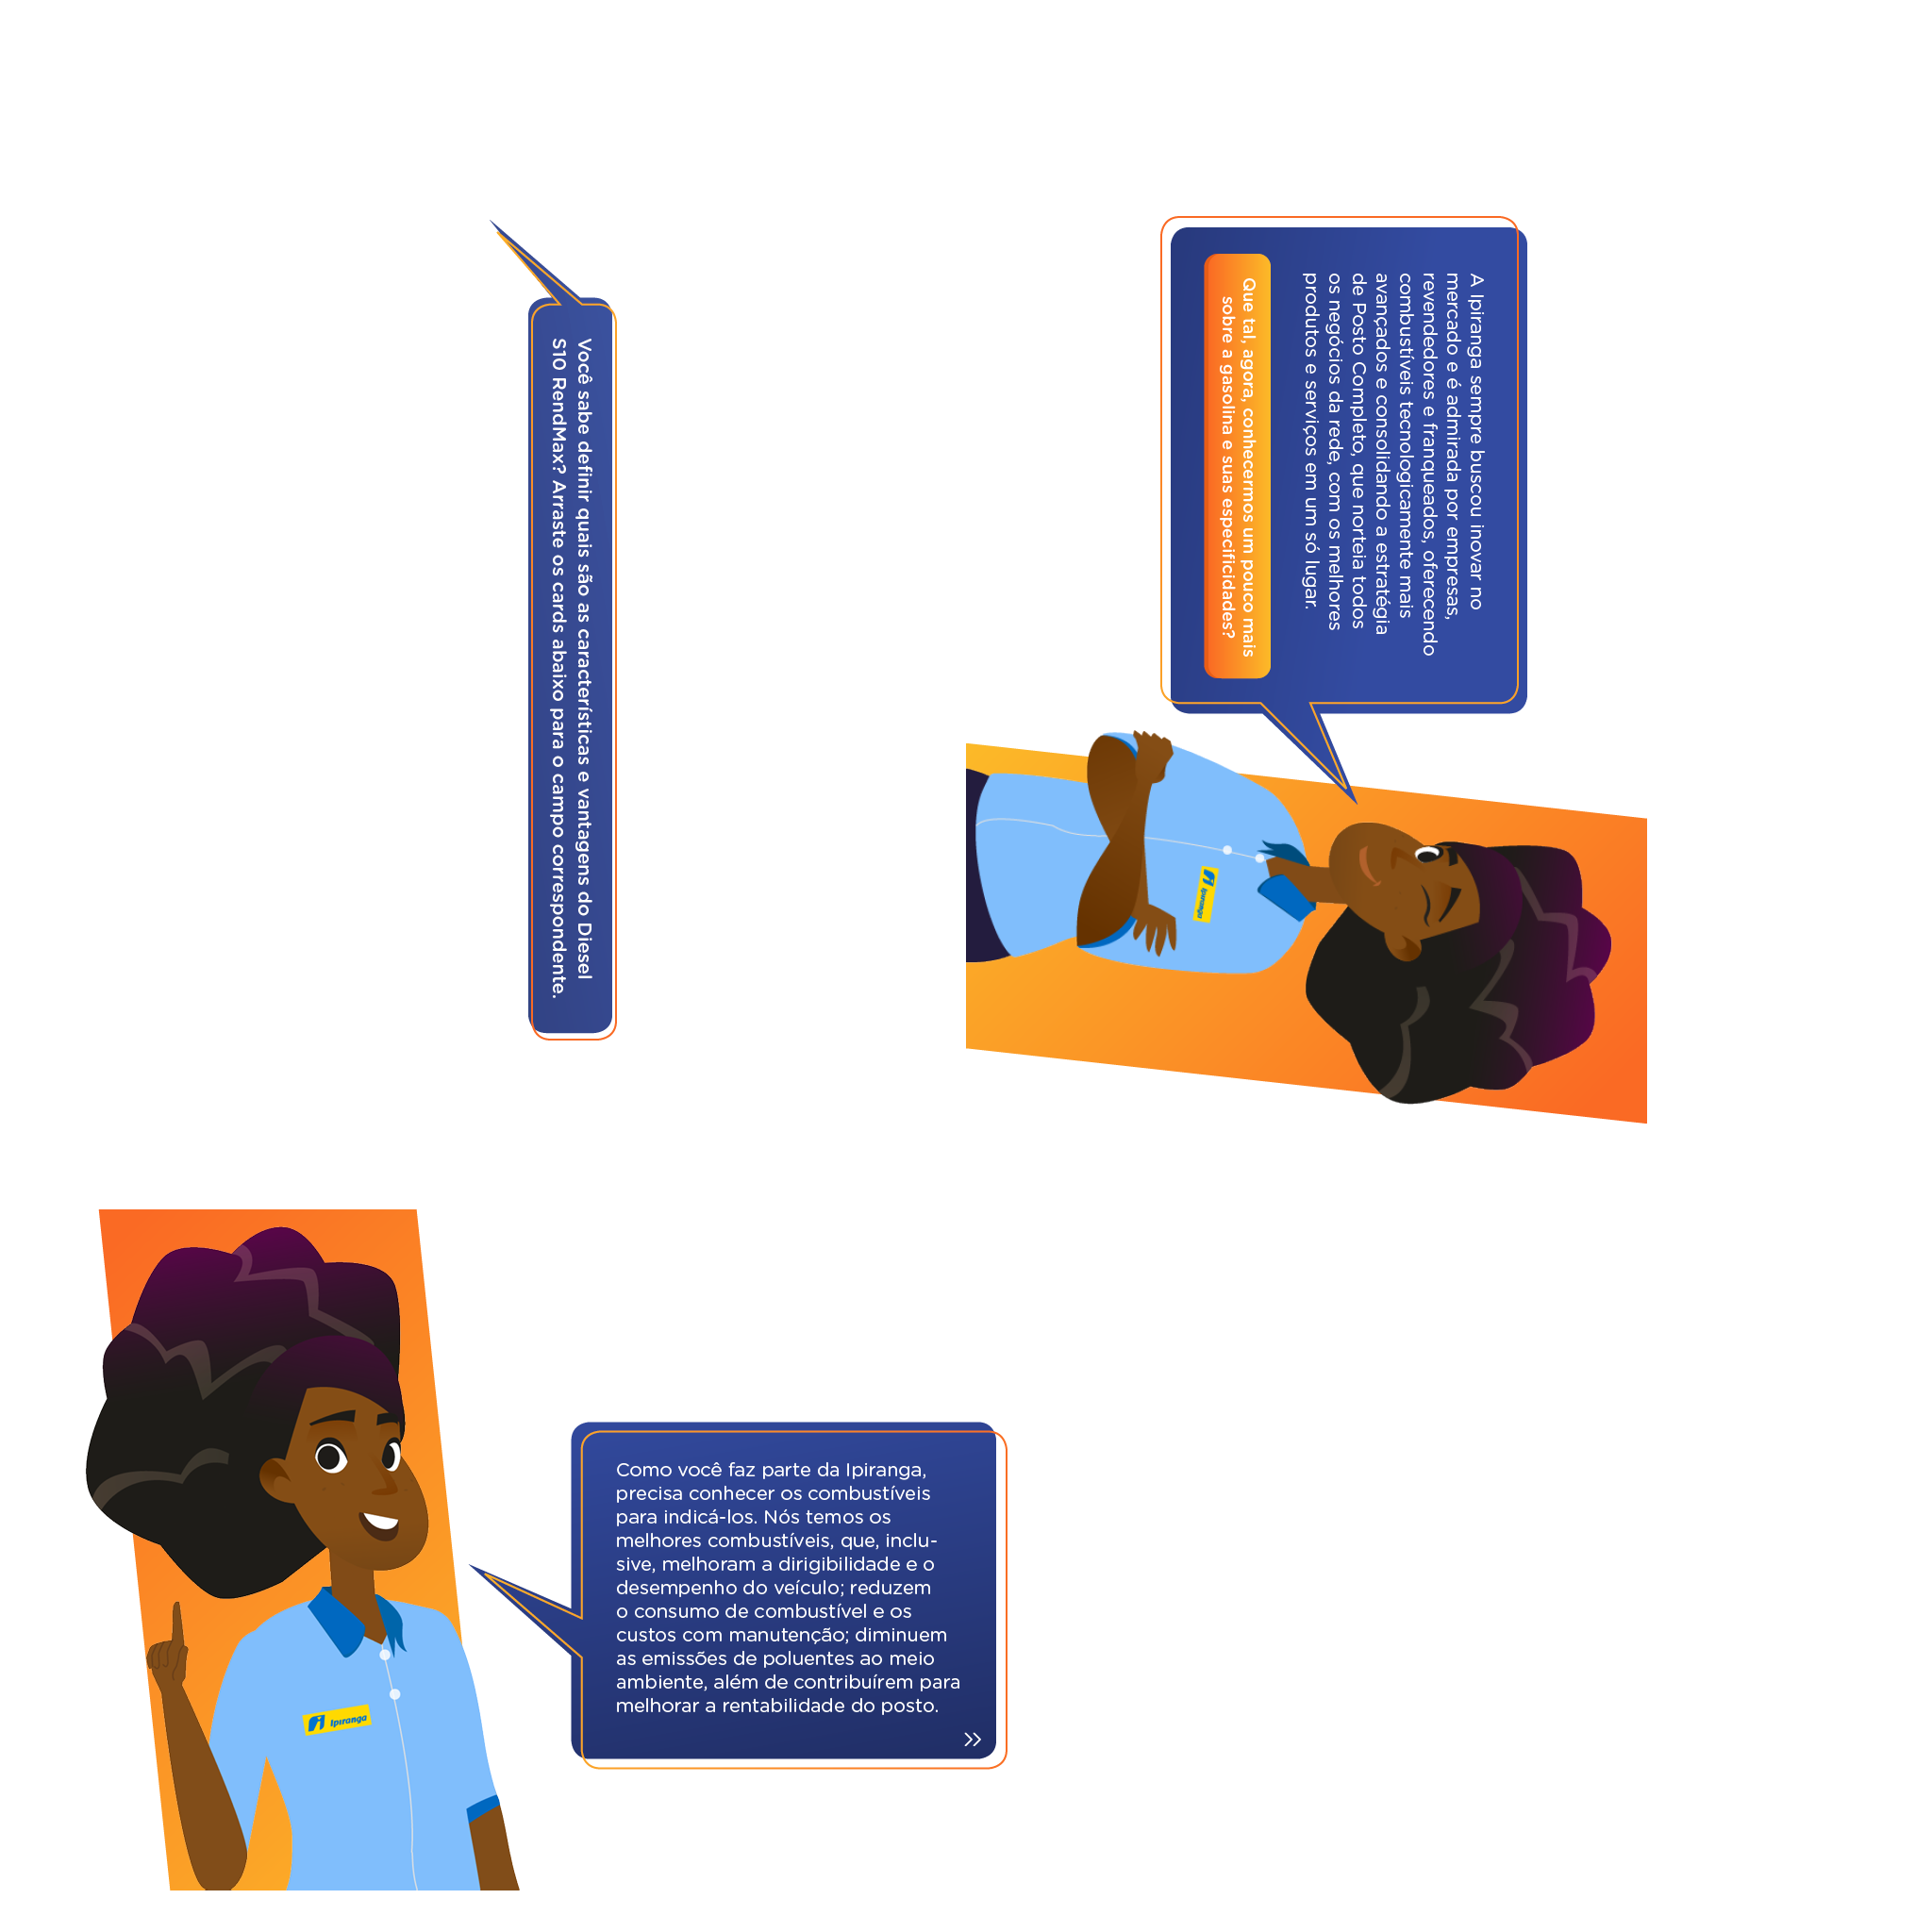 Você sabe definir quais são as características e vantagens do Diesel
S10 RendMax? Arraste os cards abaixo para o campo correspondente.
A Ipiranga sempre buscou inovar no
mercado e é admirada por empresas,
revendedores e franqueados, oferecendo
combustíveis tecnologicamente mais
avançados e consolidando a estratégia
de Posto Completo, que norteia todos
os negócios da rede, com os melhores
produtos e serviços em um só lugar.
Que tal, agora, conhecermos um pouco mais
sobre a gasolina e suas especificidades?
Ipiranga
Como você faz parte da Ipiranga,
precisa conhecer os combustíveis
para indicá-los. Nós temos os
melhores combustíveis, que, inclu-
sive, melhoram a dirigibilidade e o
desempenho do veículo; reduzem
o consumo de combustível e os
custos com manutenção; diminuem
as emissões de poluentes ao meio
ambiente, além de contribuírem para
melhorar a rentabilidade do posto.
Ipiranga